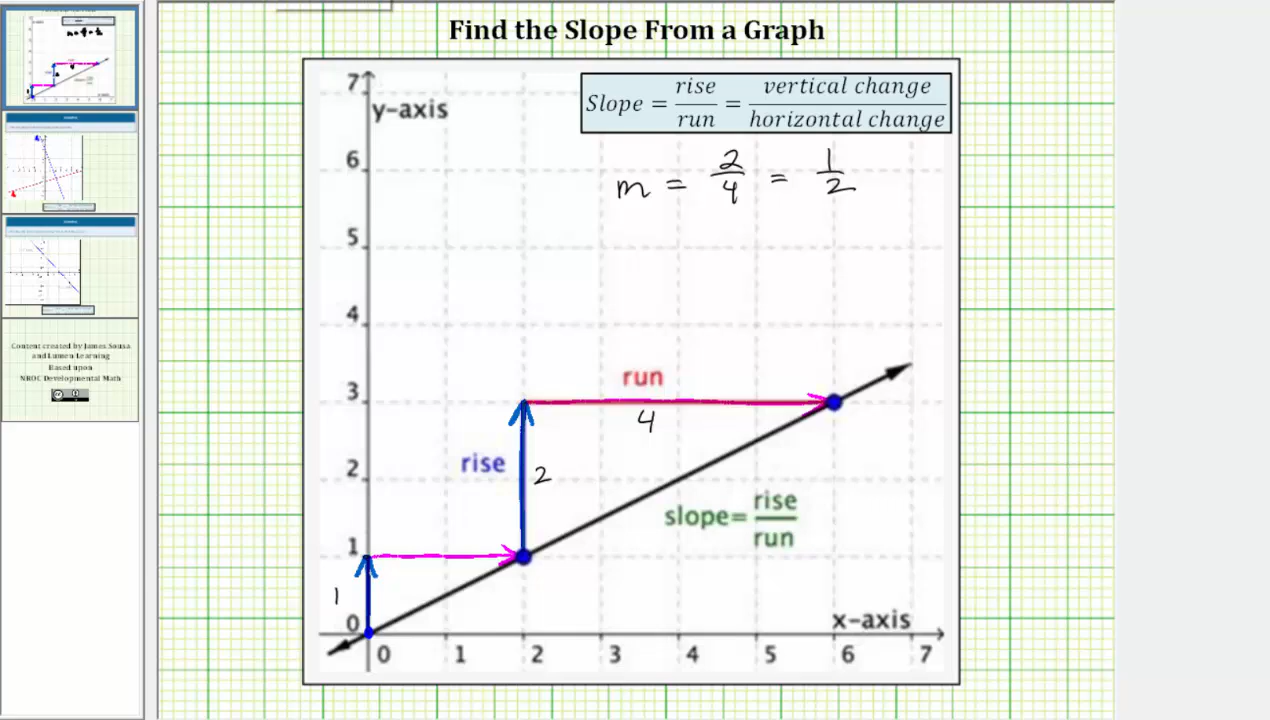 Find the Slope From a Graph
Slope = rise/run = vertical change/horizontal change
m = 2/4 = 1/2
y-axis
7
6
5
4
3
2
1
0
run
4
rise
2
slope= rise/run
1
x-axis
0 1 2 3 4 5 6 7
Content created by James Sousa
and Lumen Learning
Based upon
NROC Developmental Math